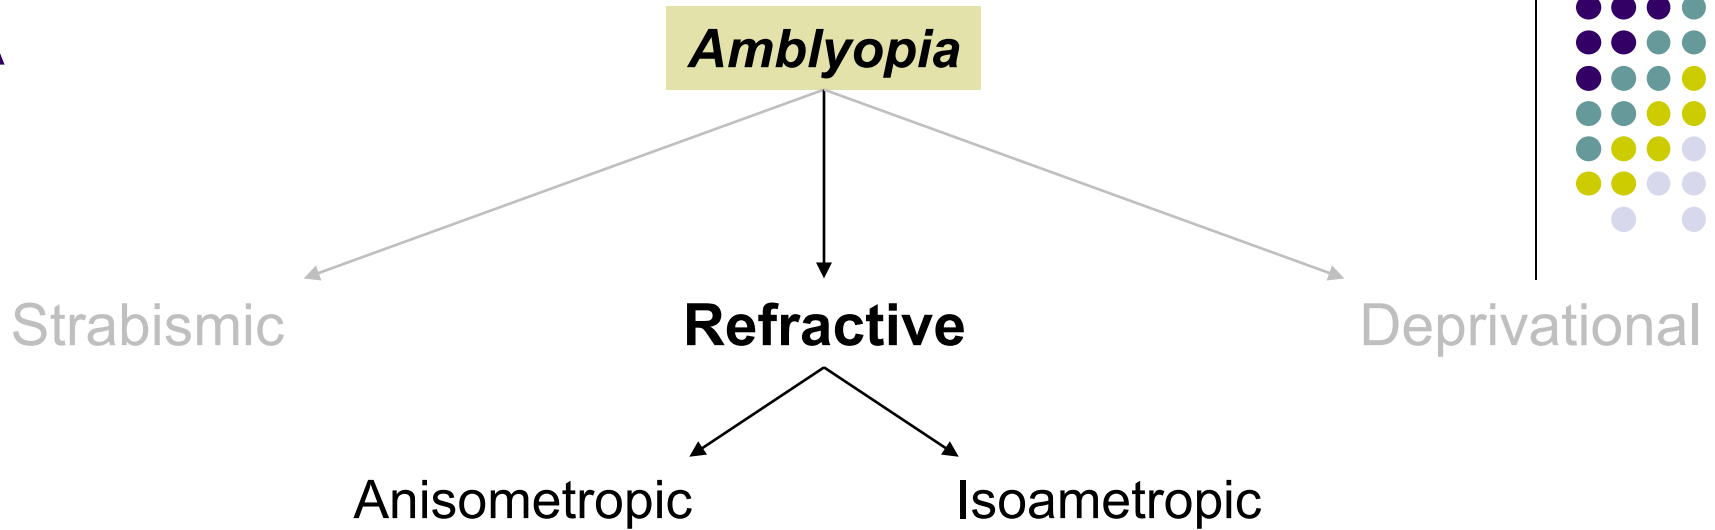 Amblyopia
Strabismic
Refractive
Deprivational
Anisometropic
Isoametropic